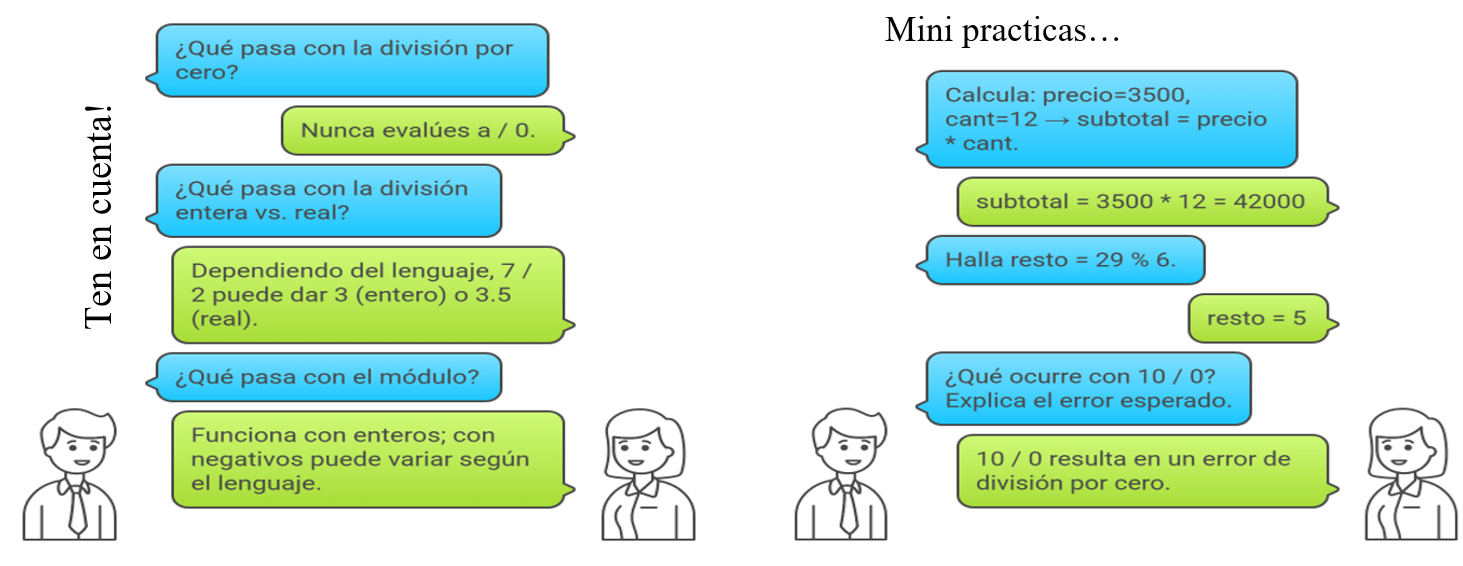 Ten en cuenta!
¿Qué pasa con la división por
cero?
Nunca evalúes a / 0.
¿Qué pasa con la división
entera vs. real?
Dependiendo del lenguaje, 7 /
2 puede dar 3 (entero) o 3.5
(real).
¿Qué pasa con el módulo?
Funciona con enteros; con
negativos puede variar según
el lenguaje.
Mini practicas…
Calcula: precio=3500,
cant=12 → subtotal = precio
* cant.
subtotal = 3500 * 12 = 42000
Halla resto = 29 % 6.
resto = 5
¿Qué ocurre con 10 / 0?
Explica el error esperado.
10 / 0 resulta en un error de
división por cero.